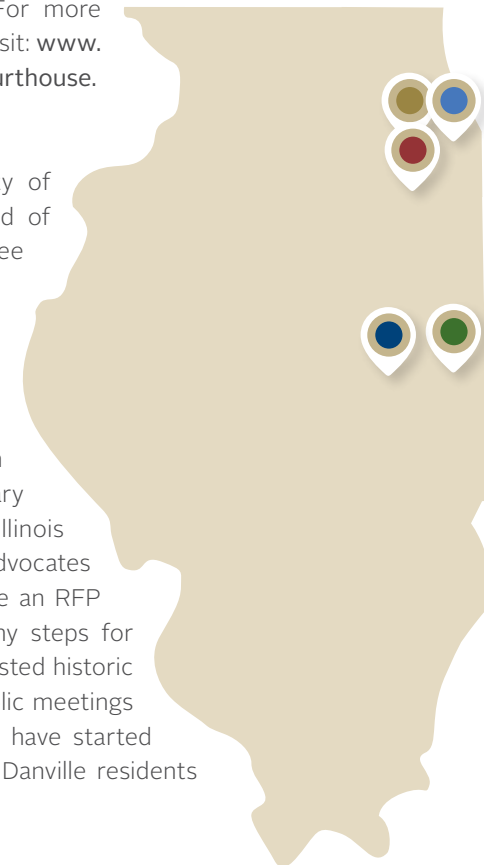 For more
sit: www.
urthouse.
y of
d of
ee
ary
llinois
dvocates
e an RFP
ny steps for
sted historic
lic meetings
have started
Danville residents